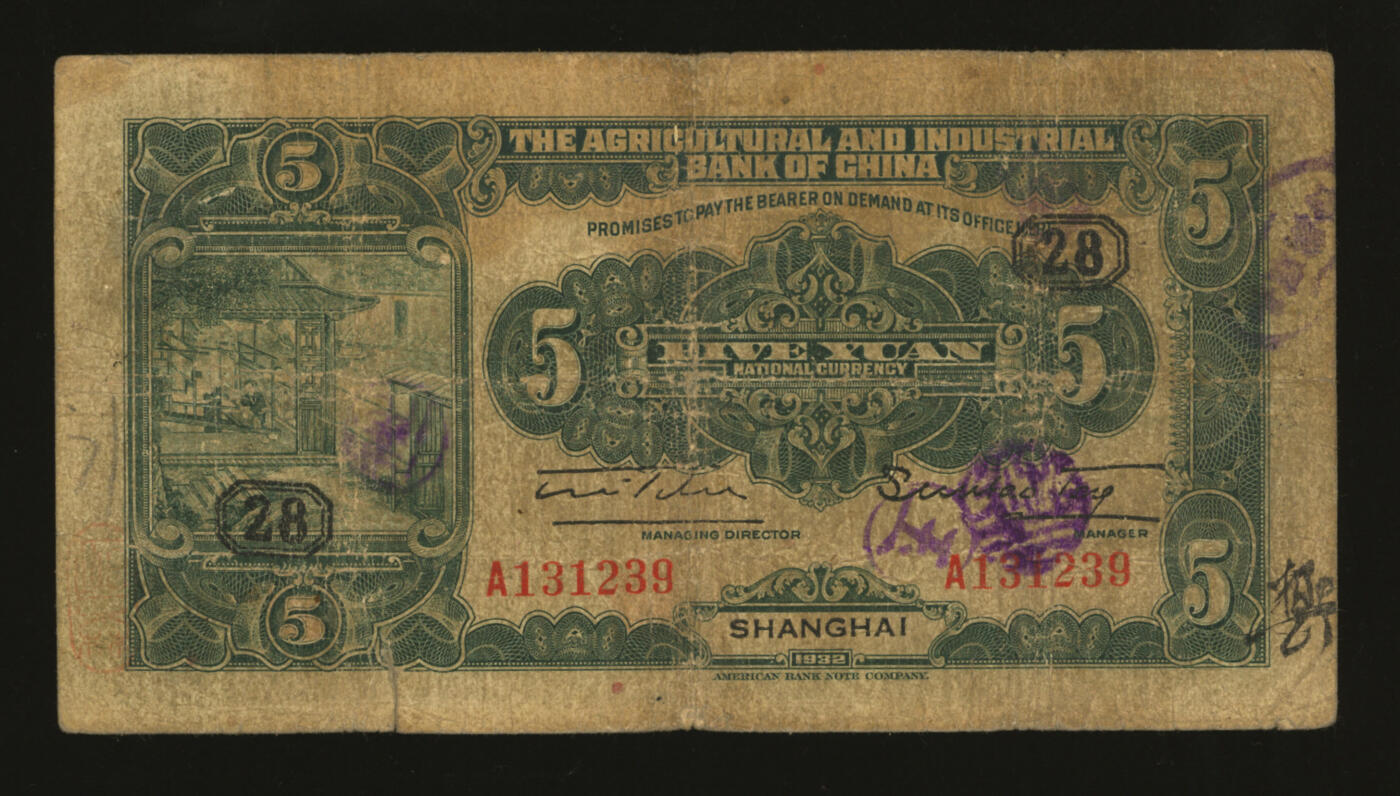 5
THE AGRICULTURAL AND INDUSTRIAL
BANK OF CHINA
5
PROMISES TO PAY THE BEARER ON DEMAND AT ITS OFFICE HERE
28
5
FIVE YUAN
NATIONAL CURRENCY
5
28
MANAGING DIRECTOR
MANAGER
A131239
A131239
5
SHANGHAI
5
1932
AMERICAN BANK NOTE COMPANY.